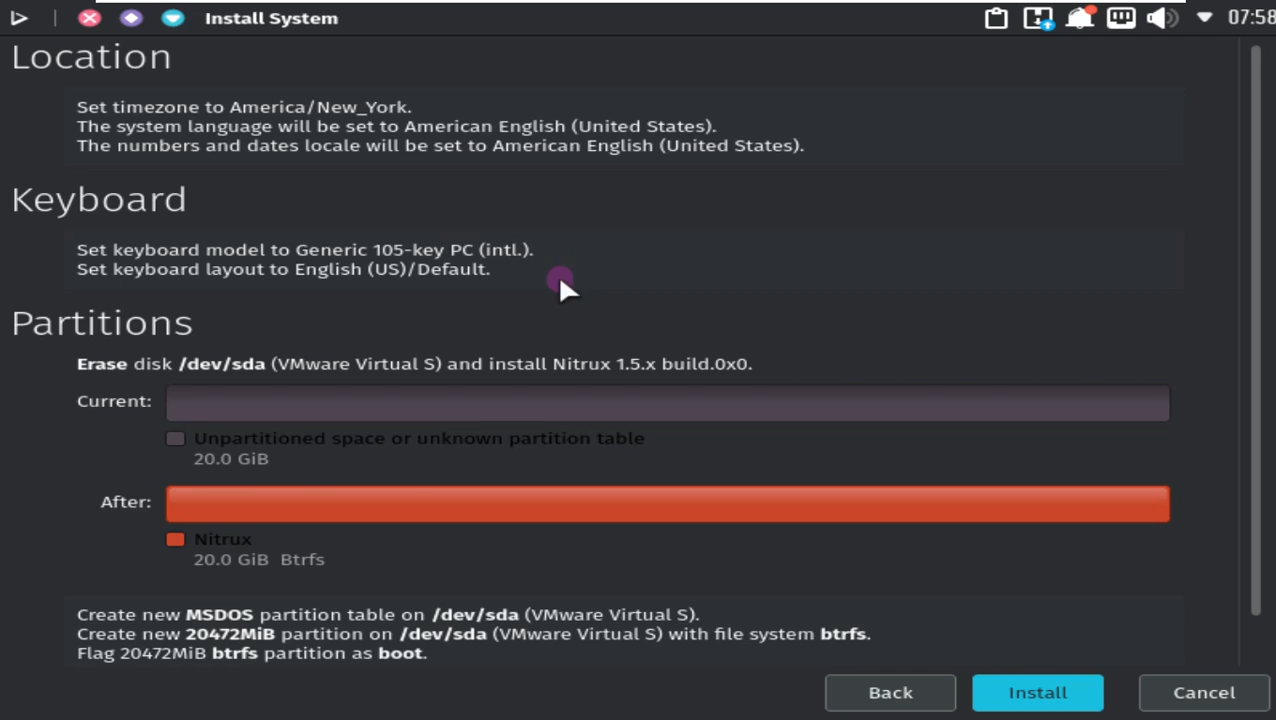 Install System
07:58
Location
Set timezone to America/New_York.
The system language will be set to American English (United States).
The numbers and dates locale will be set to American English (United States).
Keyboard
Set keyboard model to Generic 105-key PC (intl.).
Set keyboard layout to English (US)/Default.
Partitions
Erase disk /dev/sda (VMware Virtual S) and install Nitrux 1.5.x build.0x0.
Current:
Unpartitioned space or unknown partition table
20.0 GiB
After:
Nitrux
20.0 GiB Btrfs
Create new MSDOS partition table on /dev/sda (VMware Virtual S).
Create new 20472MiB partition on /dev/sda (VMware Virtual S) with file system btrfs.
Flag 20472MiB btrfs partition as boot.
Back Install Cancel